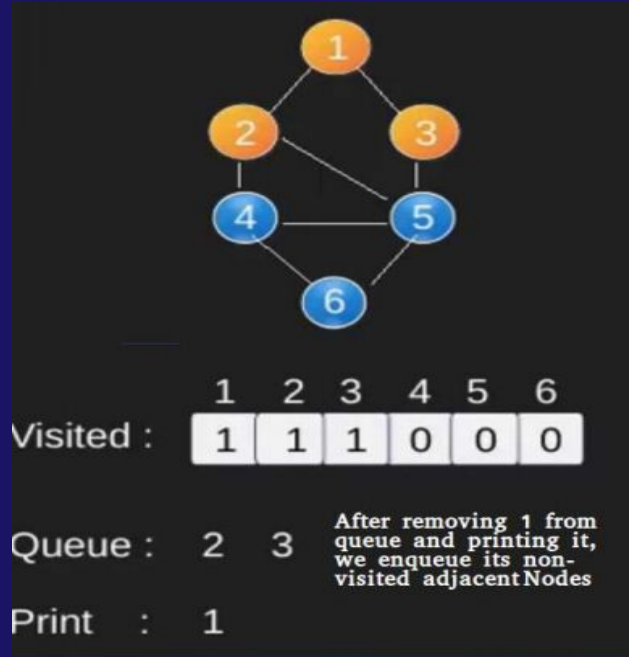 1
2 3
4 5
6
1 2 3 4 5 6
Visited : 1 1 1 0 0 0
Queue : 2 3
After removing 1 from
queue and printing it,
we enqueue its non-
visited adjacent Nodes
Print : 1